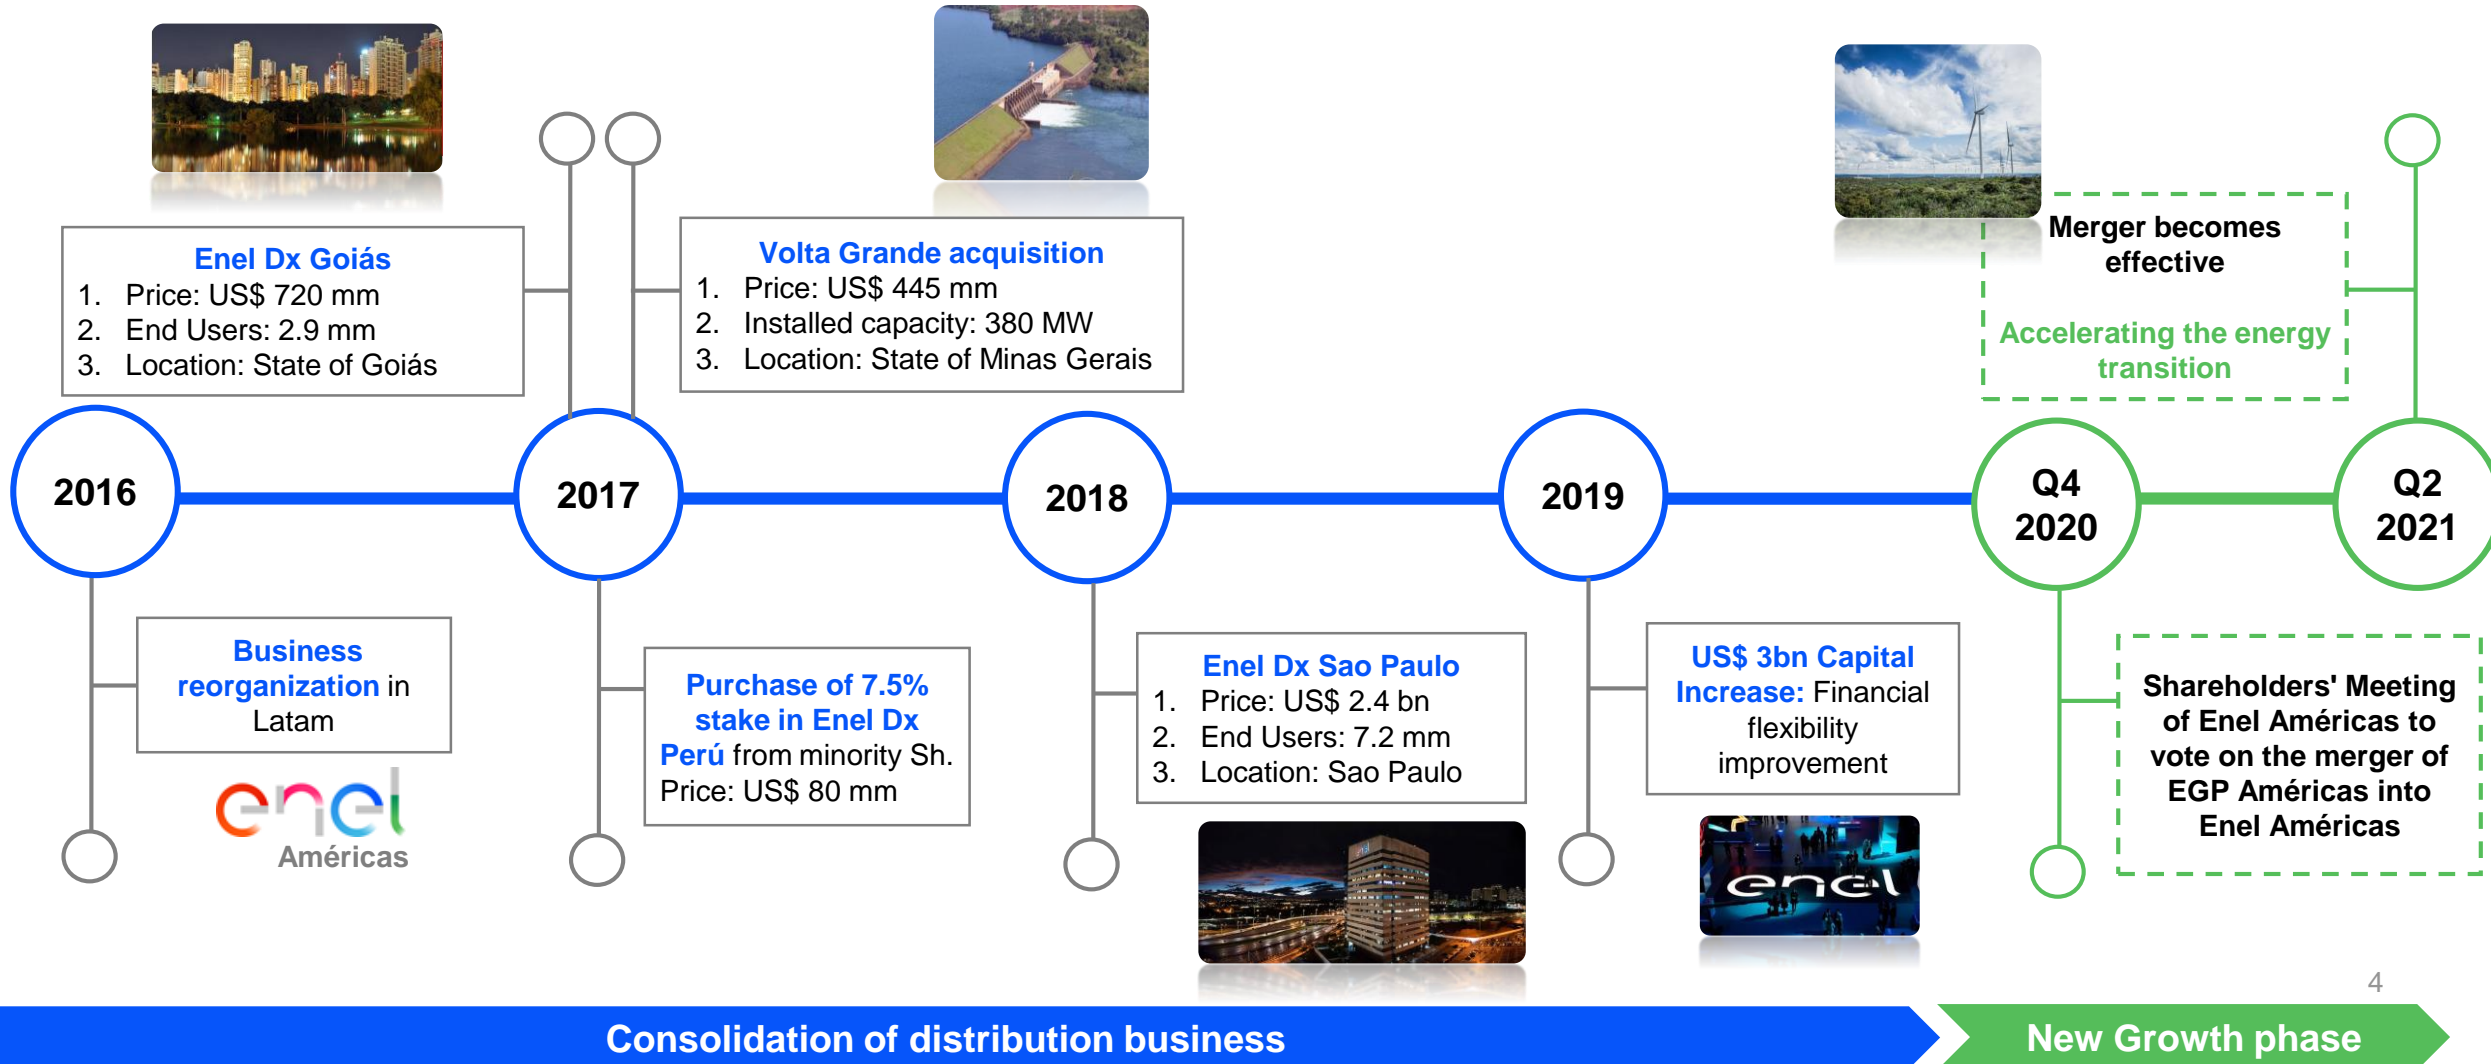 Enel Dx Goiás
1. Price: US$ 720 mm
2. End Users: 2.9 mm
3. Location: State of Goiás
Volta Grande acquisition
1. Price: US$ 445 mm
2. Installed capacity: 380 MW
3. Location: State of Minas Gerais
Merger becomes
effective
Accelerating the energy
transition
2016
2017
2018
2019
Q4
2020
Q2
2021
Business
reorganization in
Latam
enel
Américas
Purchase of 7.5%
stake in Enel Dx
Perú from minority Sh.
Price: US$ 80 mm
Enel Dx Sao Paulo
1. Price: US$ 2.4 bn
2. End Users: 7.2 mm
3. Location: Sao Paulo
enel
US$ 3bn Capital
Increase: Financial
flexibility
improvement
enel
Shareholders' Meeting
of Enel Américas to
vote on the merger of
EGP Américas into
Enel Américas
4
Consolidation of distribution business
New Growth phase